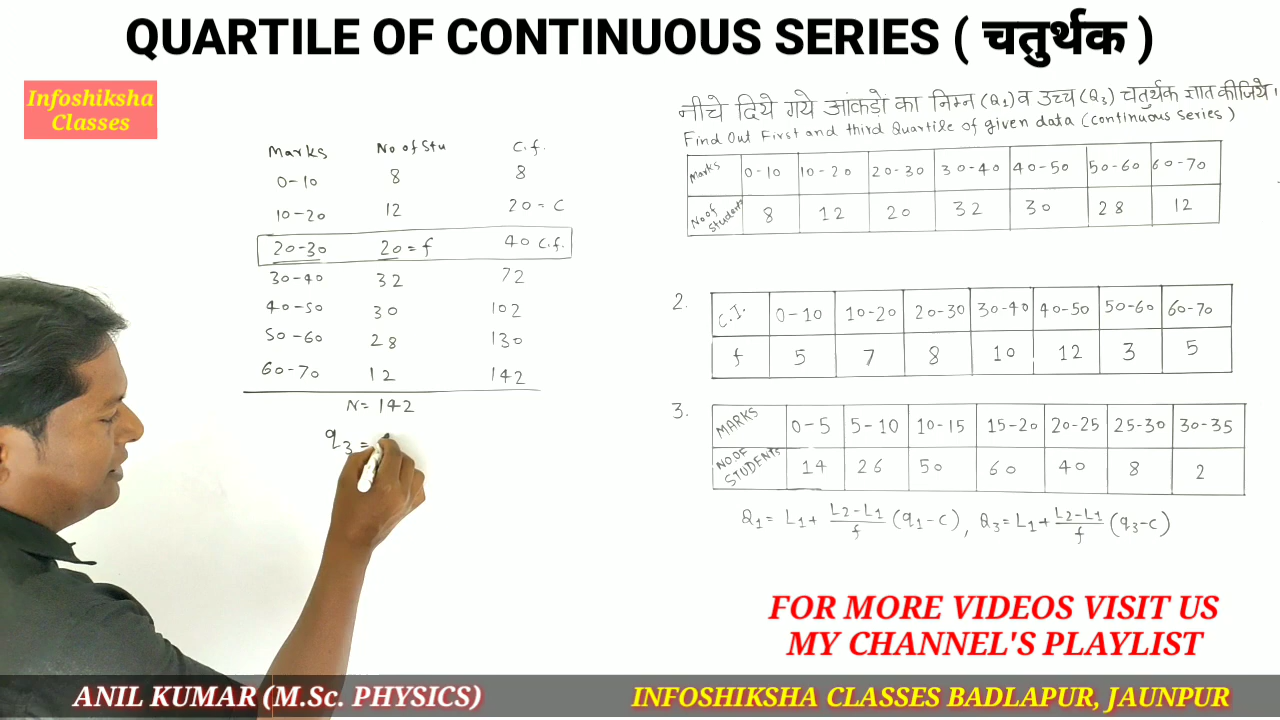 QUARTILE OF CONTINUOUS SERIES ( चतुर्थक )
Infoshiksha
Classes
Marks No of Stu C.f.
0-10 8 8
10-20 12 20 = C
20-30 20 = f 40 C.f.
30-40 32 72
40-50 30 102
50-60 28 130
60-70 12 142
N = 142
q3 =
नीचे दिये गये आंकड़ो का निम्न (Q1) व उच्च (Q3) चतुर्थक ज्ञात कीजिये।
Find Out First and third Quartile of given data (continuous series)
Marks 0-10 10-20 20-30 30-40 40-50 50-60 60-70
No of Students 8 12 20 32 30 28 12
2.
C.I. 0-10 10-20 20-30 30-40 40-50 50-60 60-70
f 5 7 8 10 12 3 5
3.
MARKS 0-5 5-10 10-15 15-20 20-25 25-30 30-35
NO OF STUDENTS 14 26 50 60 40 8 2
Q1 = L1 + L2-L1/f (q1-c), Q3 = L1 + L2-L1/f (q3-c)
FOR MORE VIDEOS VISIT US
MY CHANNEL'S PLAYLIST
ANIL KUMAR (M.Sc. PHYSICS) INFOSHIKSHA CLASSES BADLAPUR, JAUNPUR